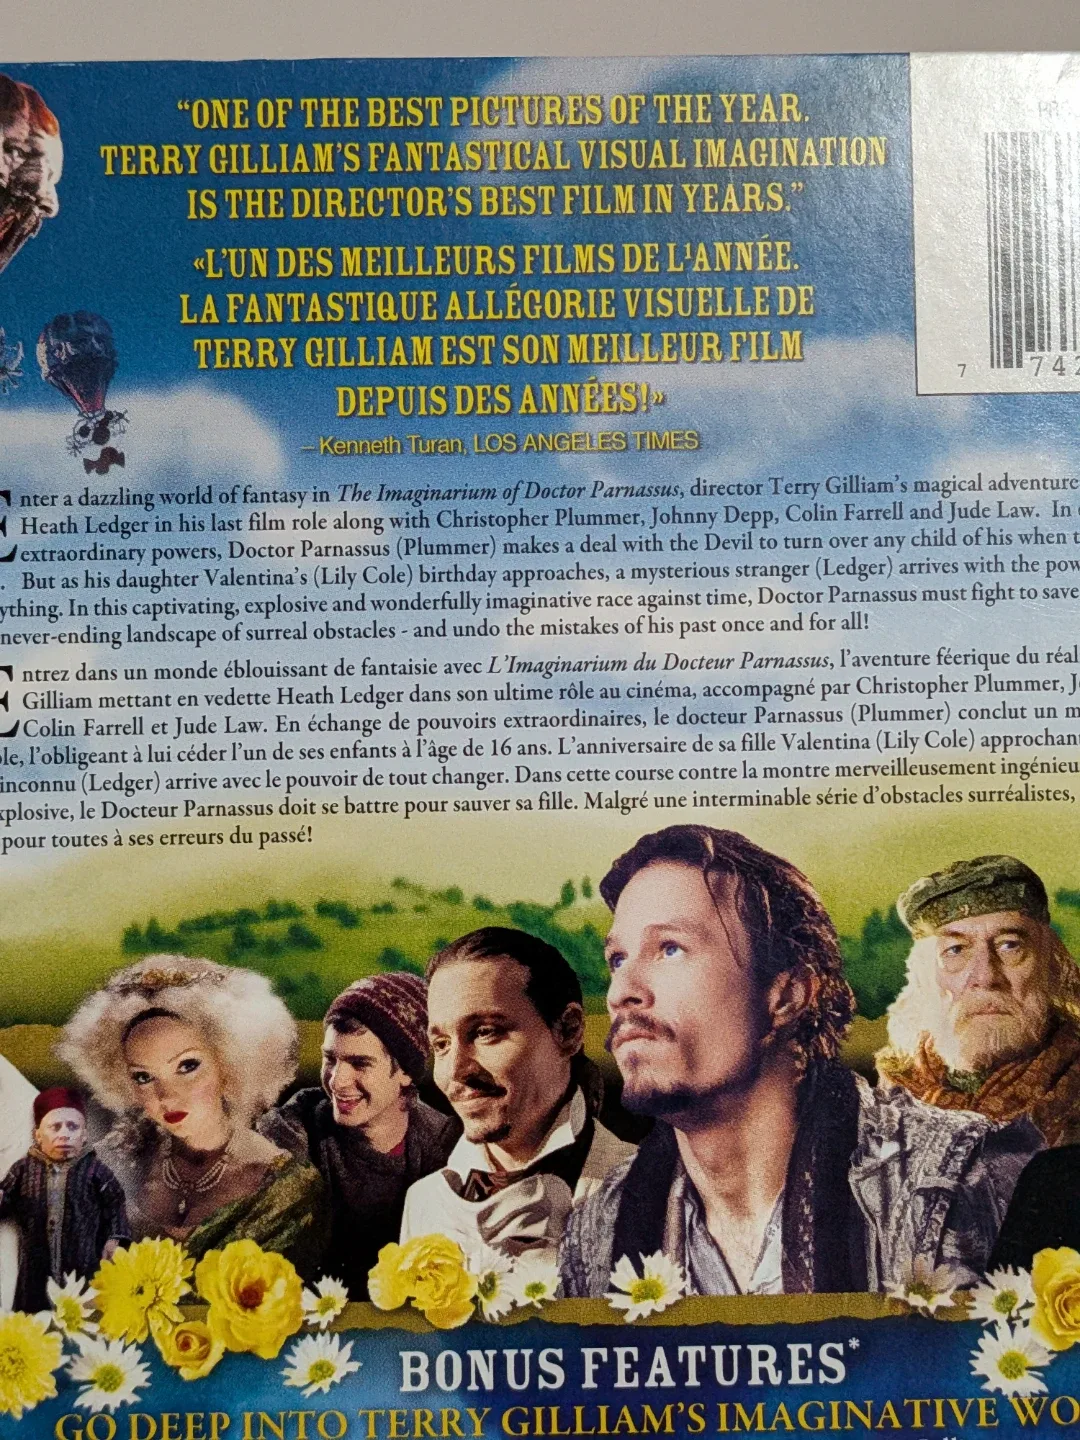 “ONE OF THE BEST PICTURES OF THE YEAR.
TERRY GILLIAM’S FANTASTICAL VISUAL IMAGINATION
IS THE DIRECTOR’S BEST FILM IN YEARS.”
«L’UN DES MEILLEURS FILMS DE L’ANNÉE.
LA FANTASTIQUE ALLÉGORIE VISUELLE DE
TERRY GILLIAM EST SON MEILLEUR FILM
DEPUIS DES ANNÉES!»
– Kenneth Turan, LOS ANGELES TIMES
7 742
Enter a dazzling world of fantasy in The Imaginarium of Doctor Parnassus, director Terry Gilliam’s magical adventure
Heath Ledger in his last film role along with Christopher Plummer, Johnny Depp, Colin Farrell and Jude Law. In
extraordinary powers, Doctor Parnassus (Plummer) makes a deal with the Devil to turn over any child of his when
. But as his daughter Valentina’s (Lily Cole) birthday approaches, a mysterious stranger (Ledger) arrives with the pow
ything. In this captivating, explosive and wonderfully imaginative race against time, Doctor Parnassus must fight to save
never-ending landscape of surreal obstacles - and undo the mistakes of his past once and for all!
Entrez dans un monde éblouissant de fantaisie avec L’Imaginarium du Docteur Parnassus, l’aventure féerique du réal
Gilliam mettant en vedette Heath Ledger dans son ultime rôle au cinéma, accompagné par Christopher Plummer, J
Colin Farrell et Jude Law. En échange de pouvoirs extraordinaires, le docteur Parnassus (Plummer) conclut un m
ble, l’obligeant à lui céder l’un de ses enfants à l’âge de 16 ans. L’anniversaire de sa fille Valentina (Lily Cole) approchan
inconnu (Ledger) arrive avec le pouvoir de tout changer. Dans cette course contre la montre merveilleusement ingénieu
xplosive, le Docteur Parnassus doit se battre pour sauver sa fille. Malgré une interminable série d’obstacles surréalistes,
pour toutes à ses erreurs du passé!
BONUS FEATURES*
GO DEEP INTO TERRY GILLIAM’S IMAGINATIVE WO